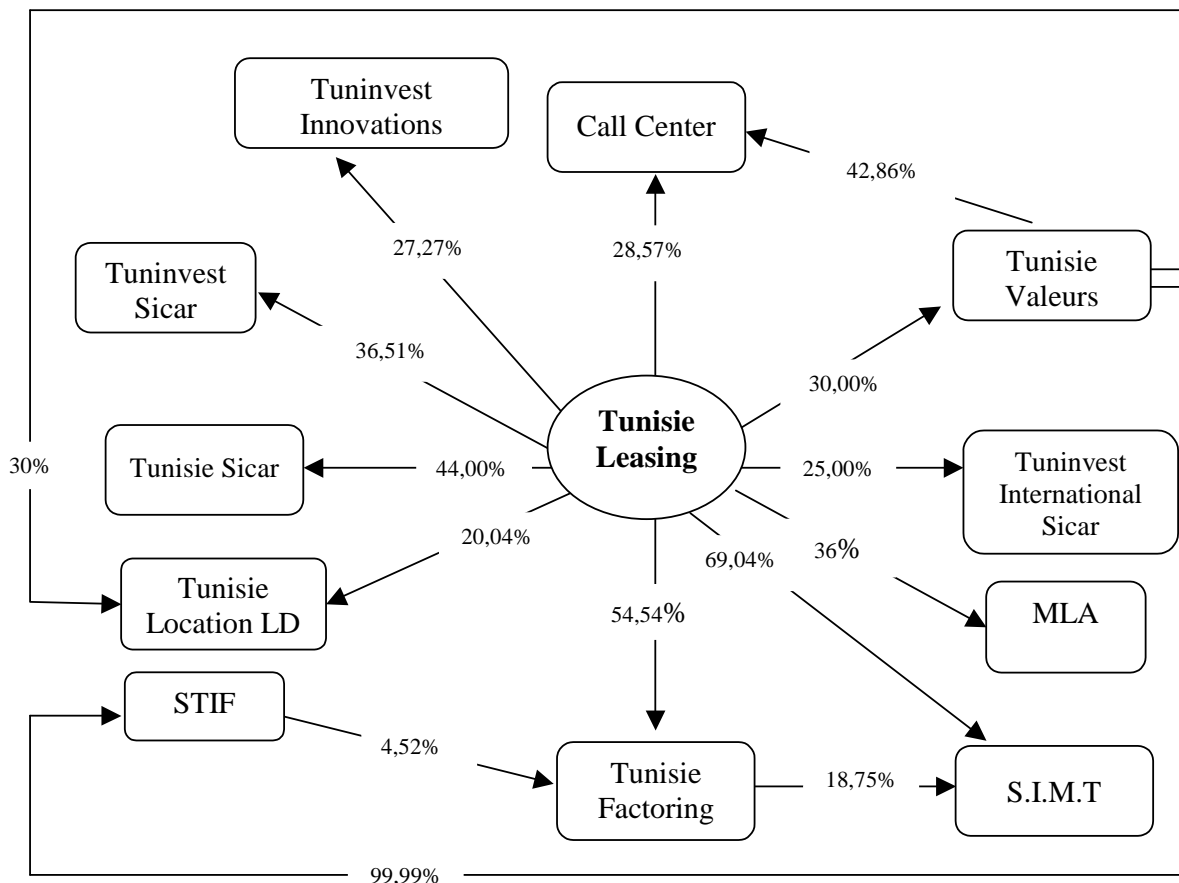 Tuninvest
Innovations
Call Center
42,86%
27,27%
28,57%
Tuninvest
Sicar
Tunisie
Valeurs
36,51%
30,00%
Tunisie
Leasing
30%
Tunisie Sicar
44,00%
25,00%
Tuninvest
International
Sicar
20,04%
69,04%
36%
Tunisie
Location LD
54,54%
MLA
STIF
4,52%
Tunisie
Factoring
18,75%
S.I.M.T
99,99%